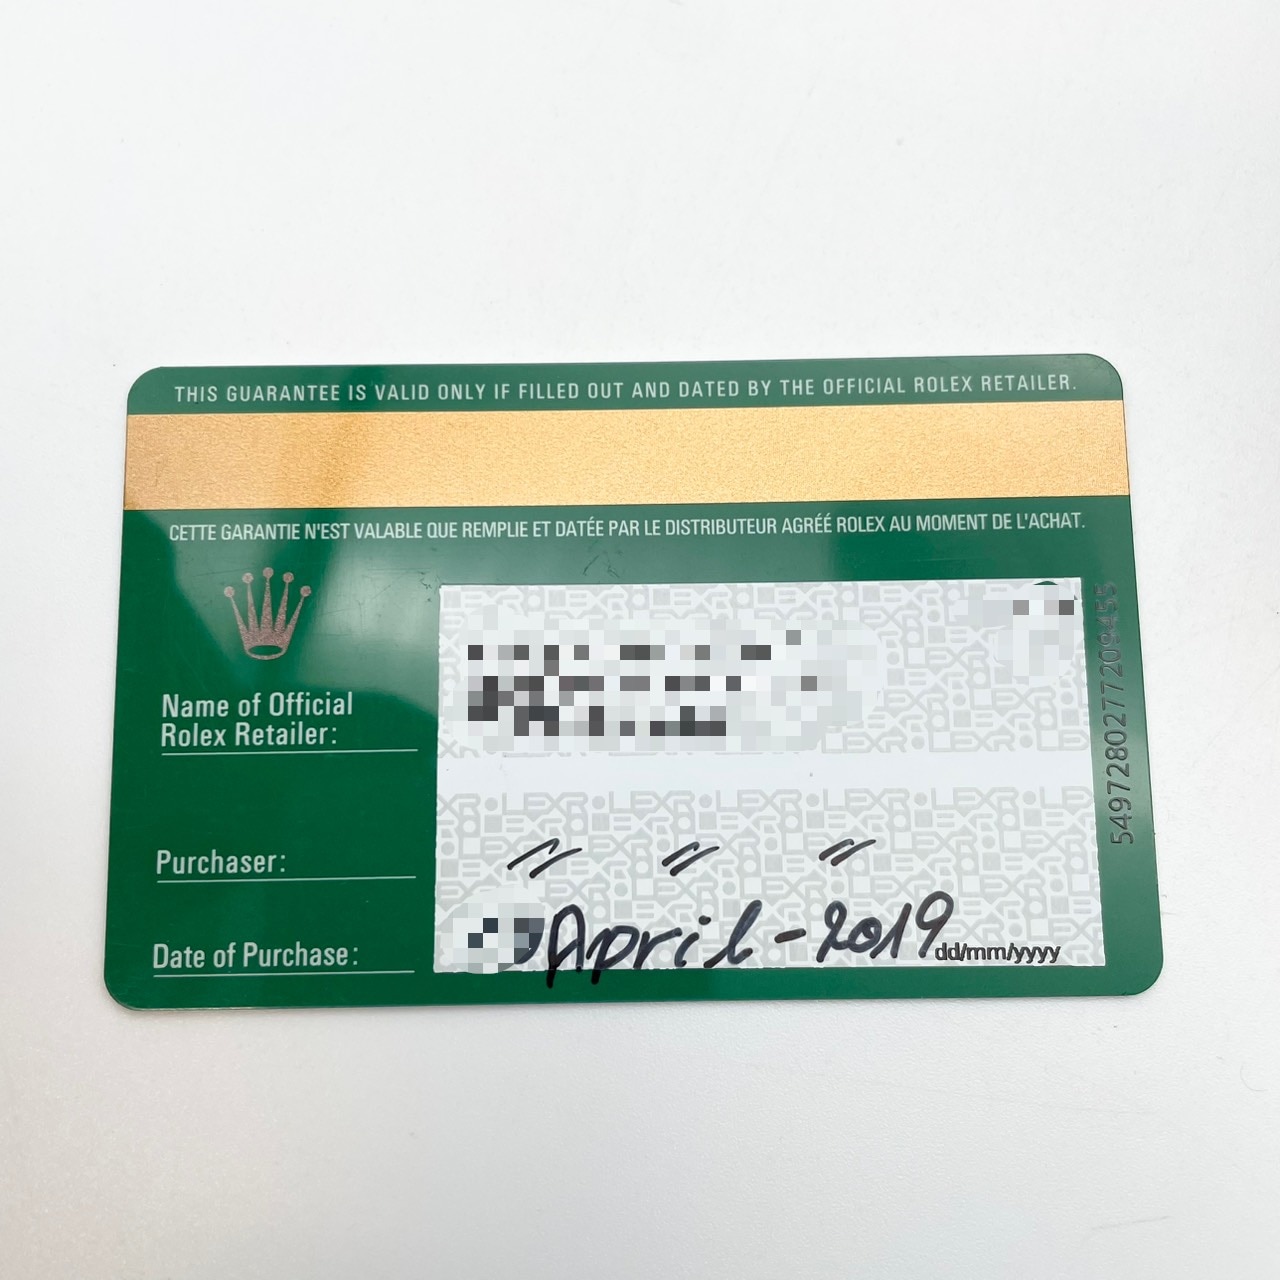 THIS GUARANTEE IS VALID ONLY IF FILLED OUT AND DATED BY THE OFFICIAL ROLEX RETAILER.
CETTE GARANTIE N'EST VALABLE QUE REMPLIE ET DATÉE PAR LE DISTRIBUTEUR AGRÉÉ ROLEX AU MOMENT DE L'ACHAT.
Name of Official
Rolex Retailer:
Purchaser:
Date of Purchase: April-2019 dd/mm/yyyy
5497280277209455